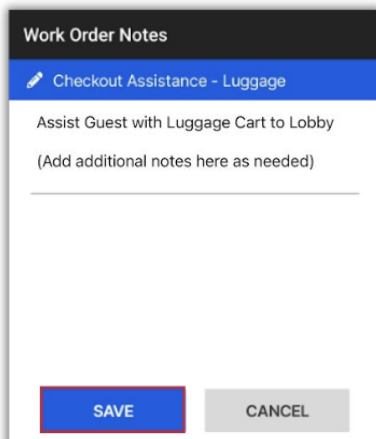 Work Order Notes
Checkout Assistance - Luggage
Assist Guest with Luggage Cart to Lobby
(Add additional notes here as needed)
SAVE
CANCEL